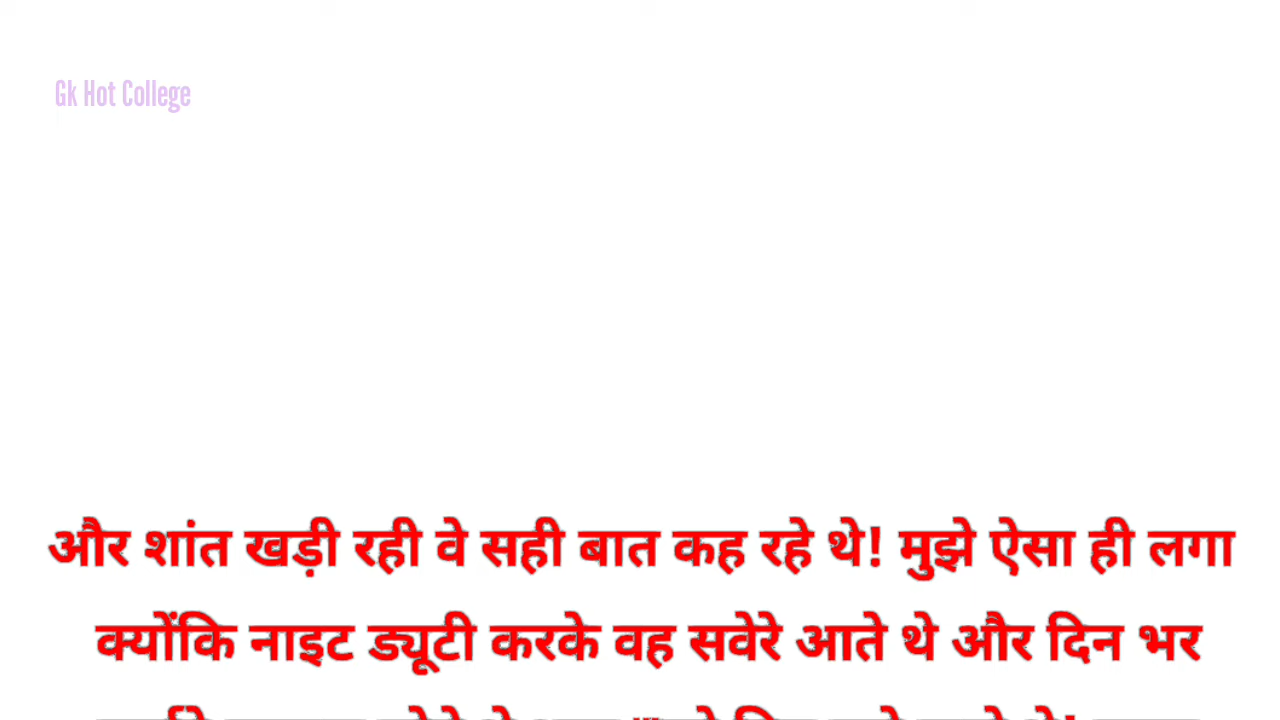 Gk Hot College
और शांत खड़ी रही वे सही बात कह रहे थे! मुझे ऐसा ही लगा
क्योंकि नाइट ड्यूटी करके वह सवेरे आते थे और दिन भर